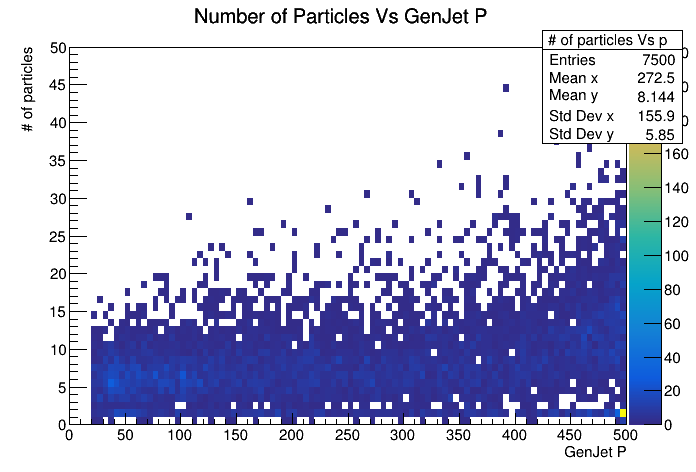 Number of Particles Vs GenJet P
# of particles Vs p
Entries 7500
Mean x 272.5
Mean y 8.144
Std Dev x 155.9
Std Dev y 5.85
# of particles
50
45
40
35
30
25
20
15
10
5
0
0 50 100 150 200 250 300 350 400 450 500
GenJet P
160
140
120
100
80
60
40
20
0